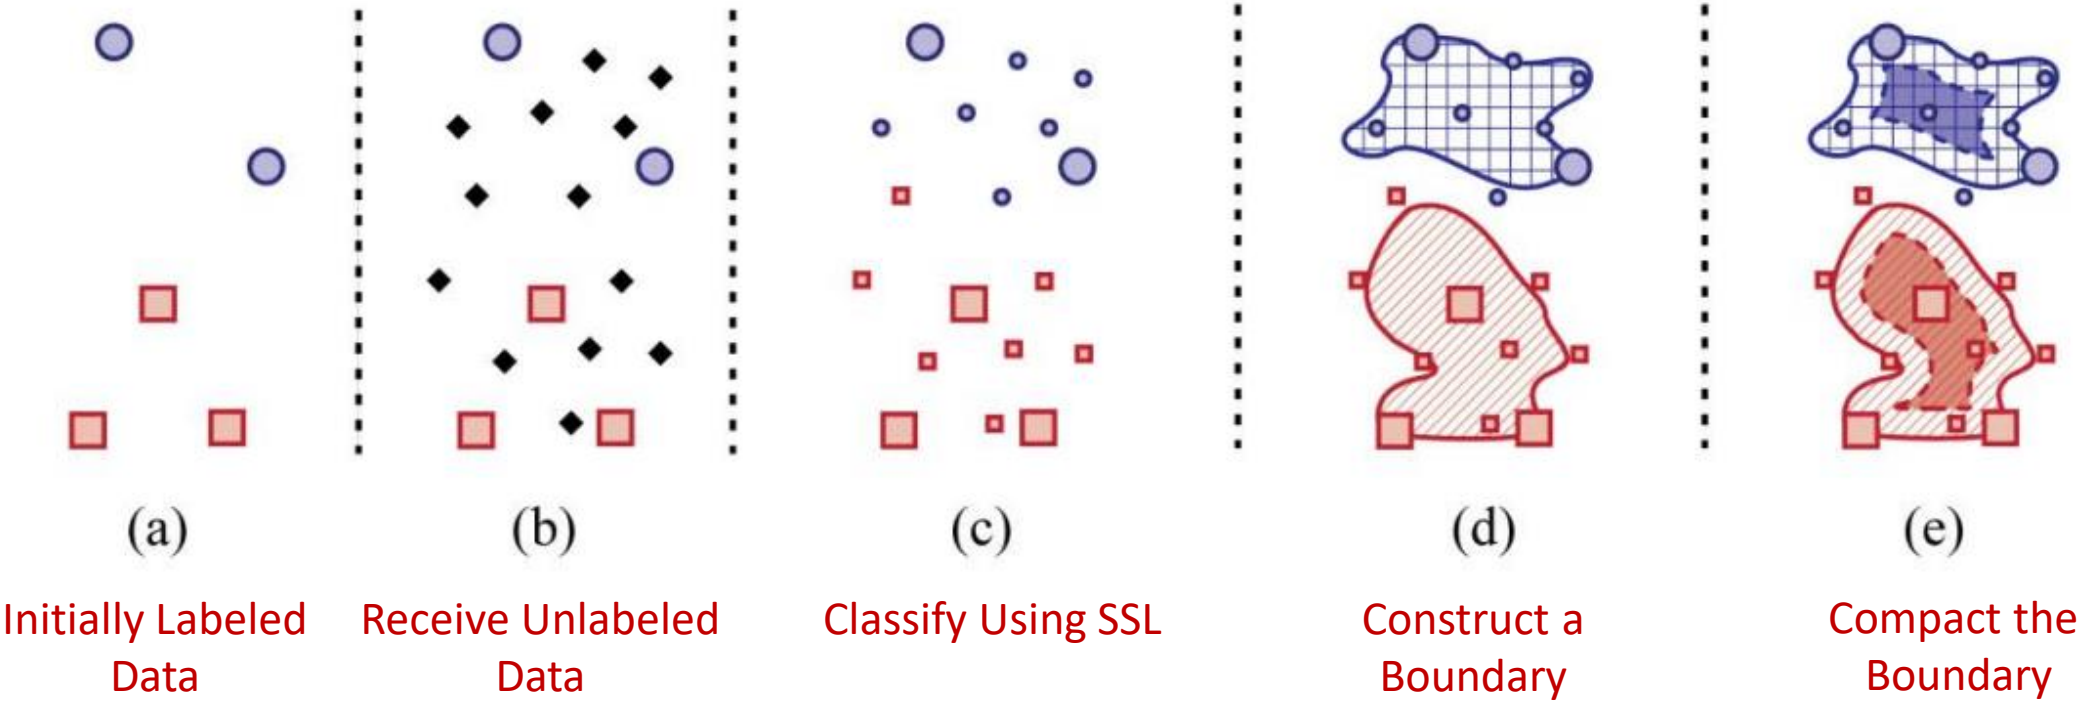 (a)
(b)
(c)
(d)
(e)
Initially Labeled
Data
Receive Unlabeled
Data
Classify Using SSL
Construct a
Boundary
Compact the
Boundary